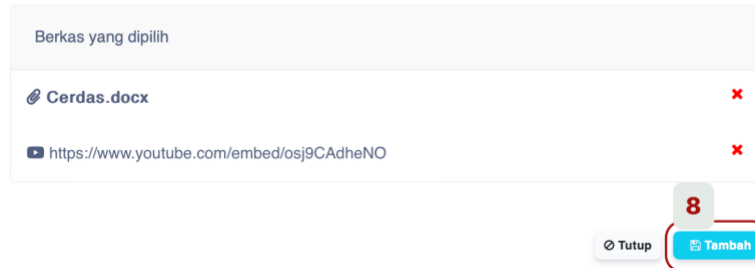 Berkas yang dipilih
Cerdas.docx
https://www.youtube.com/embed/osj9CAdheNO
8
Tutup
Tambah